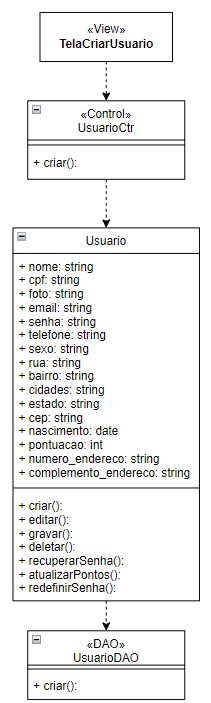 «View»
TelaCriarUsuario
«Control»
UsuarioCtr
+ criar():
Usuario
+ nome: string
+ cpf: string
+ foto: string
+ email: string
+ senha: string
+ telefone: string
+ sexo: string
+ rua: string
+ bairro: string
+ cidades: string
+ estado: string
+ cep: string
+ nascimento: date
+ pontuacao: int
+ numero_endereco: string
+ complemento_endereco: string
+ criar():
+ editar():
+ gravar():
+ deletar():
+ recuperarSenha():
+ atualizarPontos():
+ redefinirSenha():
«DAO»
UsuarioDAO
+ criar():